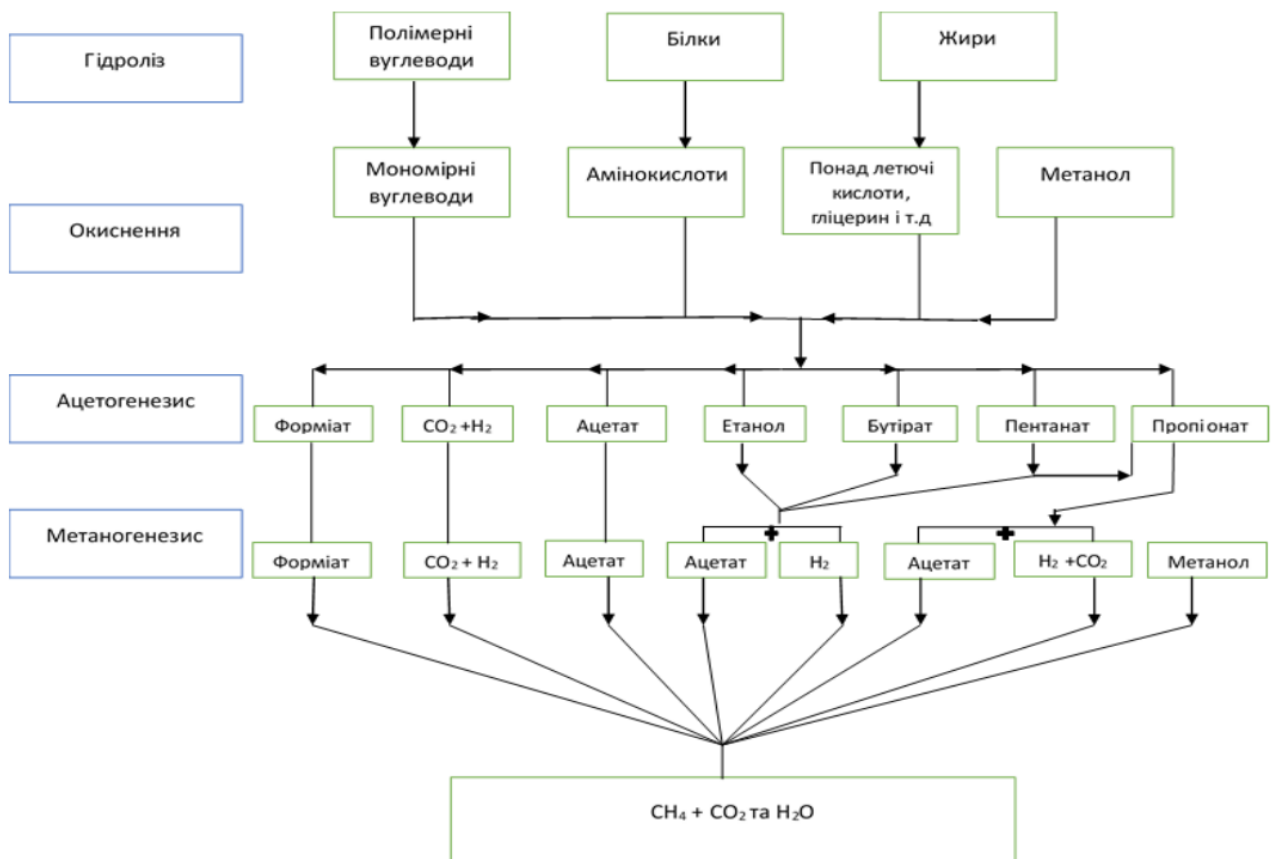 Гідроліз
Полімерні
вуглеводи
Білки
Жири
Окиснення
Мономірні
вуглеводи
Амінокислоти
Понад летючі
кислоти,
гліцерин і т.д
Метанол
Ацетогенезис
Форміат
CO₂ +H₂
Ацетат
Етанол
Бутірат
Пентанат
Пропіонат
Метаногенезис
Форміат
CO₂ + H₂
Ацетат
Ацетат
H₂
Ацетат
H₂ +CO₂
Метанол
CH₄ + CO₂ та H₂O